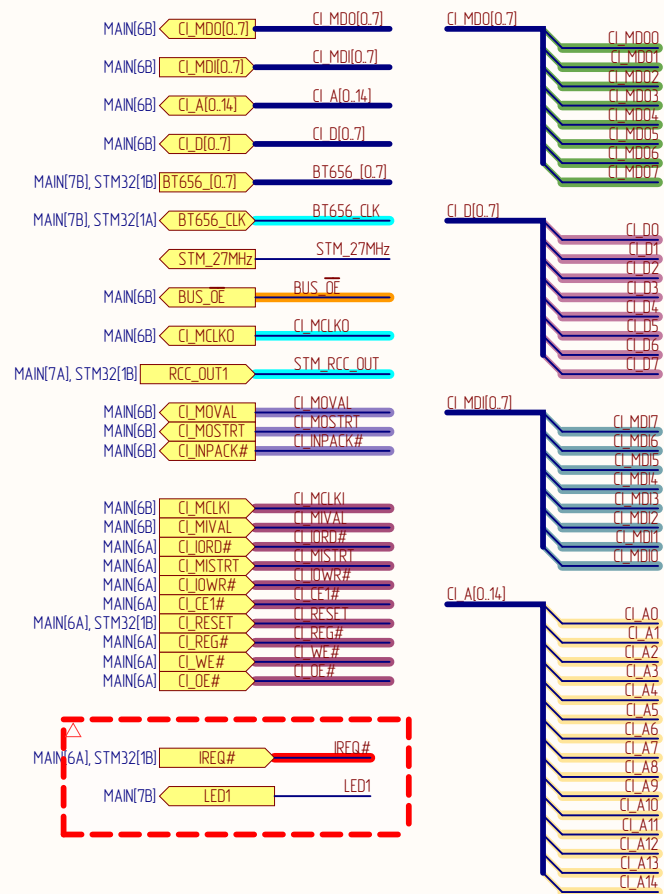 MAIN[6B] CI_MDO[0..7] CI_MDO[0..7]
MAIN[6B] CI_MDI[0..7] CI_MDI[0..7]
MAIN[6B] CI_A[0..14] CI_A[0..14]
MAIN[6B] CI_D[0..7] CI_D[0..7]
MAIN[7B], STM32[1B] BT656_[0..7] BT656_[0..7]
MAIN[7B], STM32[1A] BT656_CLK BT656_CLK
STM_27MHz STM_27MHz
MAIN[6B] BUS_O̅E̅ BUS_O̅E̅
MAIN[6B] CI_MCLKO CI_MCLKO
MAIN[7A], STM32[1B] RCC_OUT1 STM_RCC_OUT
MAIN[6B] CI_MOVAL CI_MOVAL
MAIN[6B] CI_MOSTRT CI_MOSTRT
MAIN[6B] CI_INPACK# CI_INPACK#
MAIN[6B] CI_MCLKI CI_MCLKI
MAIN[6B] CI_MIVAL CI_MIVAL
MAIN[6A] CI_IORD# CI_IORD#
MAIN[6A] CI_MISTRT CI_MISTRT
MAIN[6A] CI_IOWR# CI_IOWR#
MAIN[6A] CI_CE1# CI_CE1#
MAIN[6A], STM32[1B] CI_RESET CI_RESET
MAIN[6A] CI_REG# CI_REG#
MAIN[6A] CI_WE# CI_WE#
MAIN[6A] CI_OE# CI_OE#
MAIN[6A], STM32[1B] IREQ# IREQ#
MAIN[7B] LED1 LED1
CI_MDO[0..7]
CI_MDO0
CI_MDO1
CI_MDO2
CI_MDO3
CI_MDO4
CI_MDO5
CI_MDO6
CI_MDO7
CI_D[0..7]
CI_D0
CI_D1
CI_D2
CI_D3
CI_D4
CI_D5
CI_D6
CI_D7
CI_MDI[0..7]
CI_MDI7
CI_MDI6
CI_MDI5
CI_MDI4
CI_MDI3
CI_MDI2
CI_MDI1
CI_MDI0
CI_A[0..14]
CI_A0
CI_A1
CI_A2
CI_A3
CI_A4
CI_A5
CI_A6
CI_A7
CI_A8
CI_A9
CI_A10
CI_A11
CI_A12
CI_A13
CI_A14